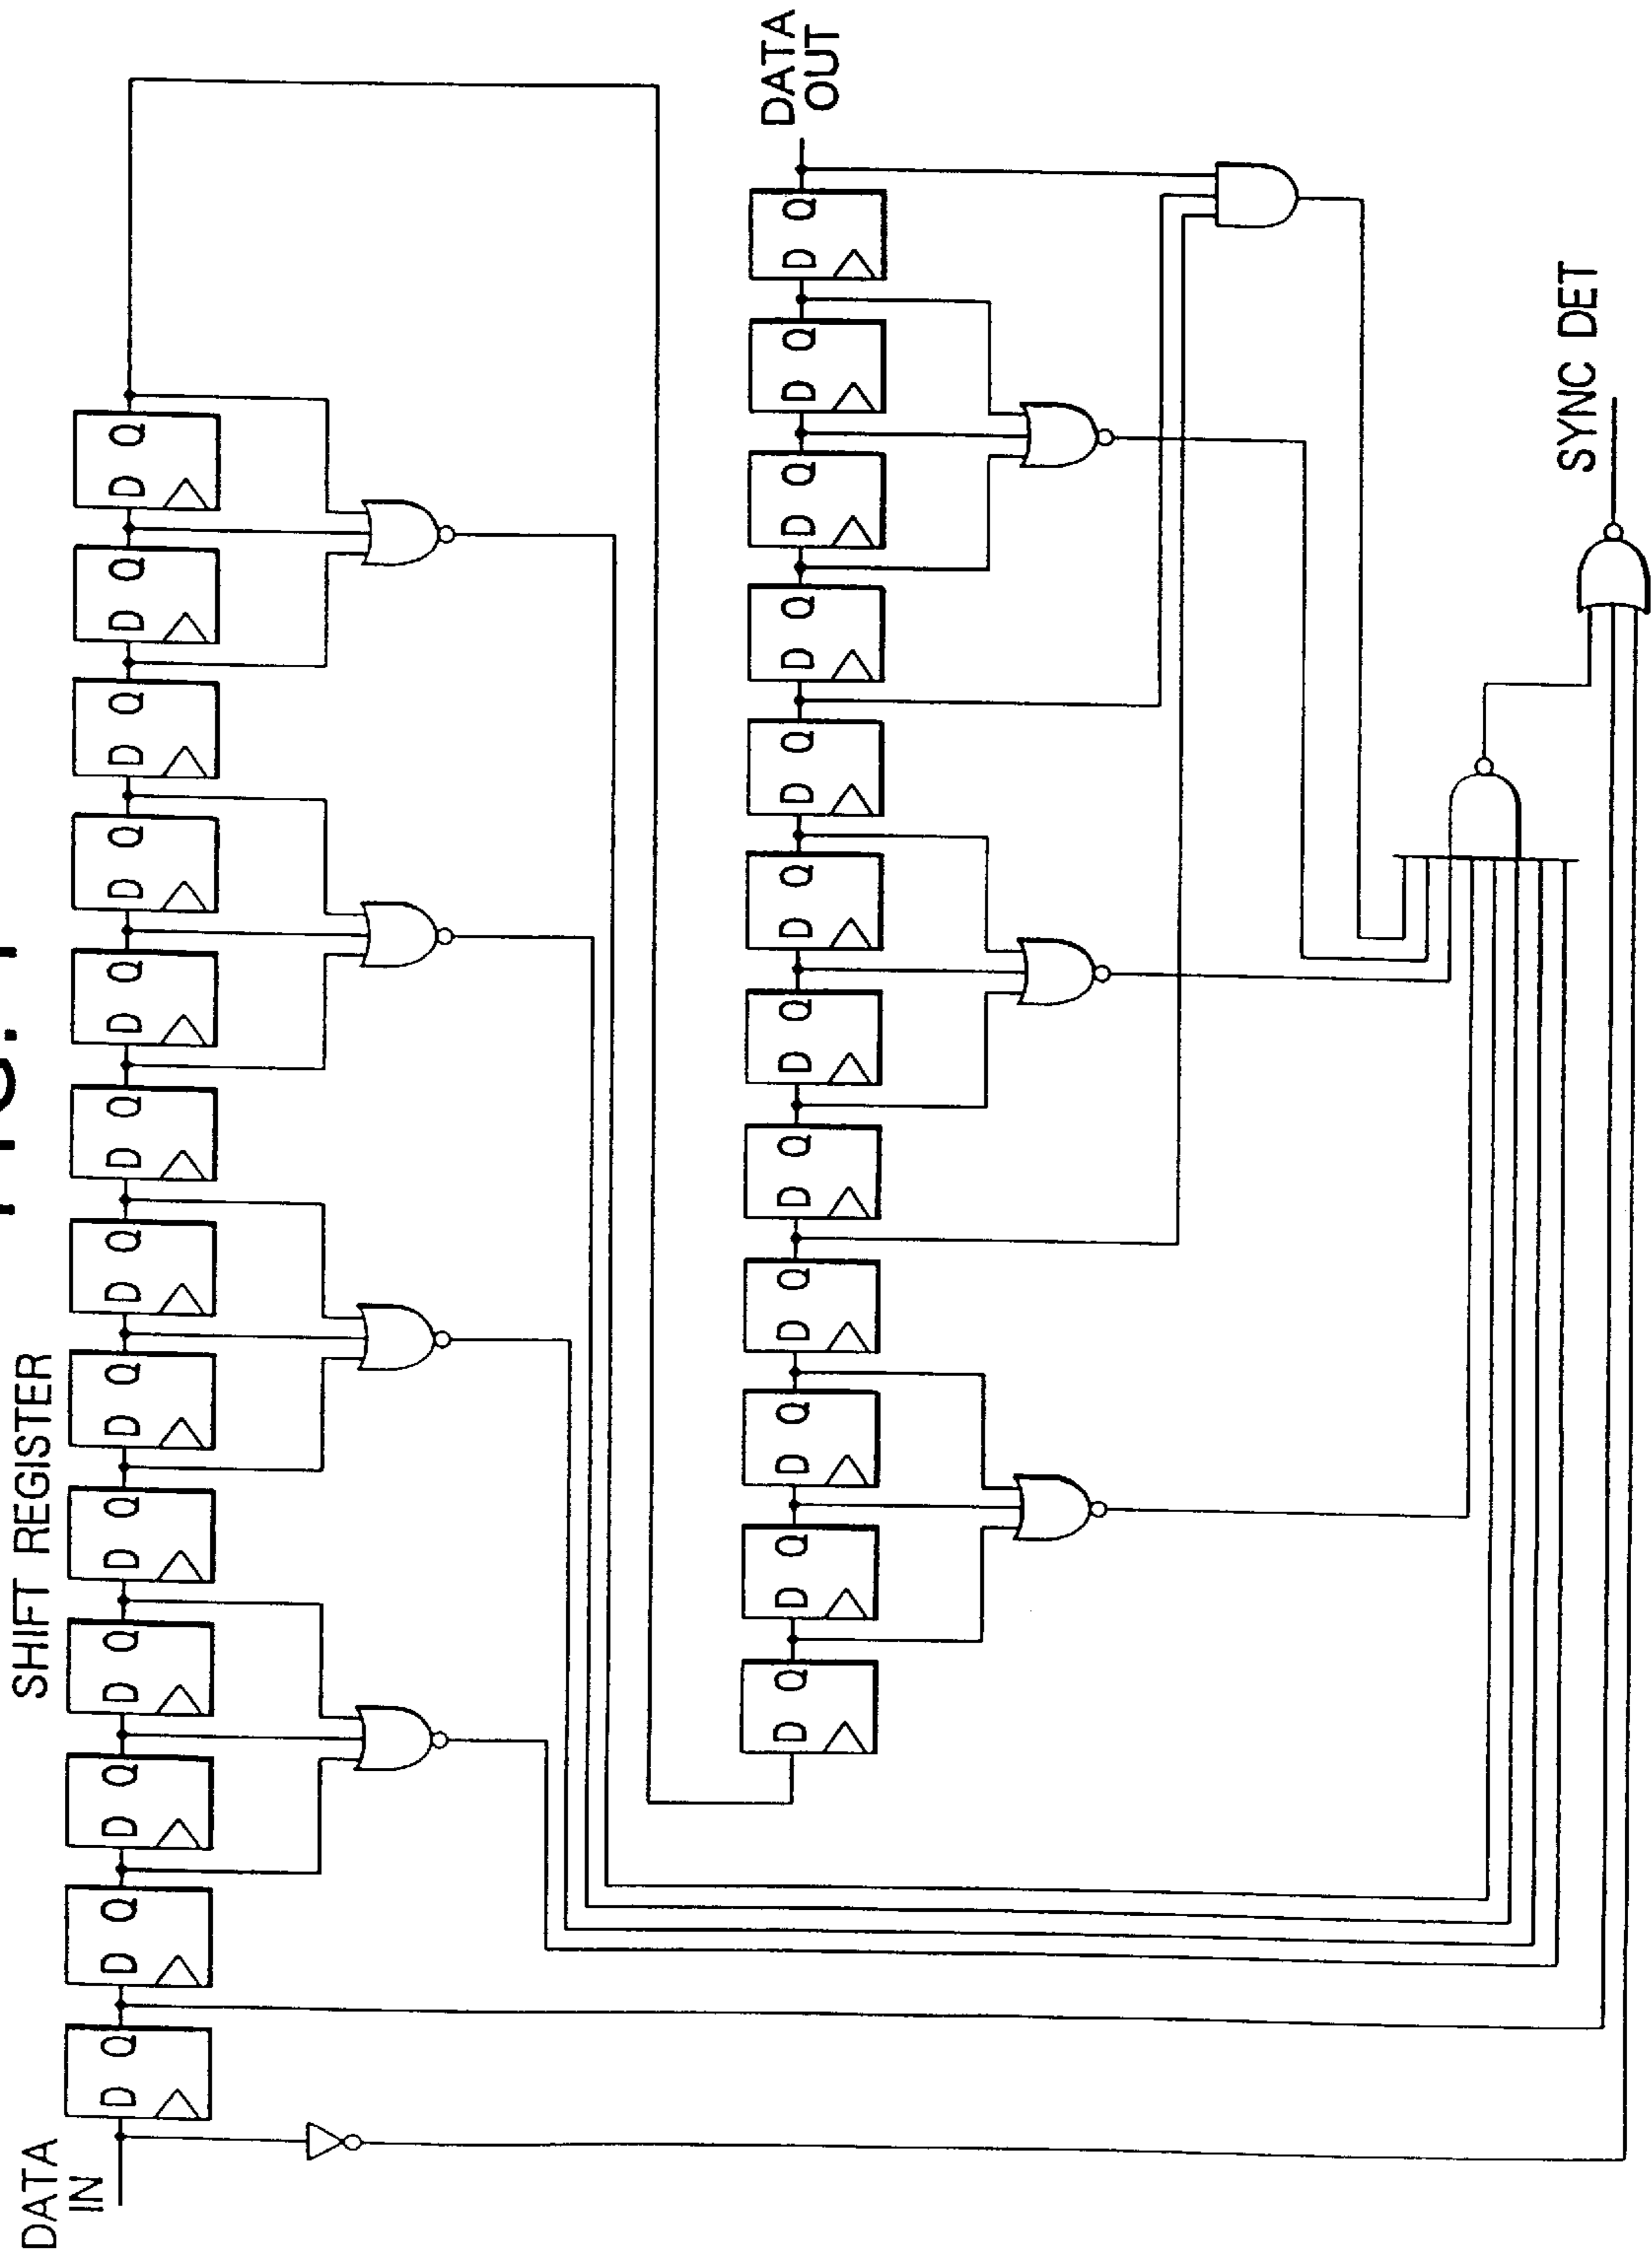 SHIFT REGISTER
DATA
IN
D Q D Q D Q D Q D Q D Q D Q D Q D Q D Q D Q D Q D Q
DATA
OUT
D Q D Q D Q D Q D Q D Q D Q D Q D Q D Q D Q D Q
SYNC DET